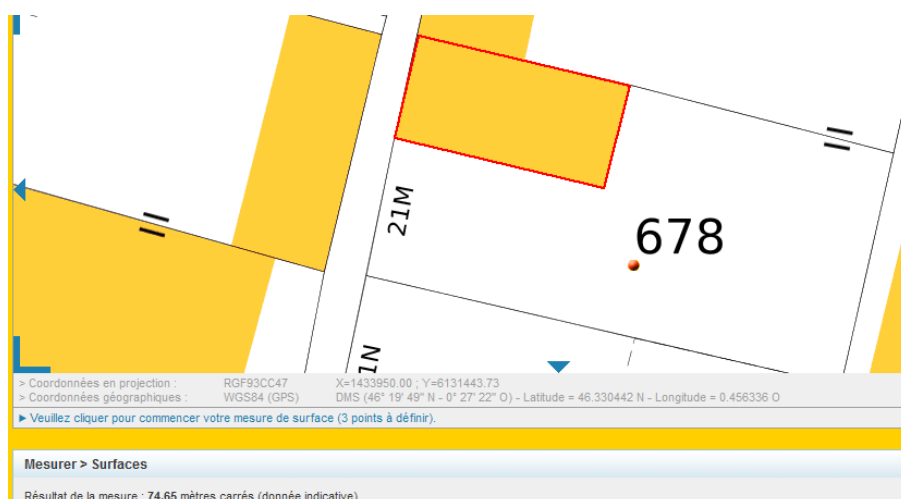 21M
678
1N
> Coordonnées en projection : RGF93CC47 X=1433950.00 ; Y=6131443.73
> Coordonnées géographiques : WGS84 (GPS) DMS (46° 19' 49" N - 0° 27' 22" O) - Latitude = 46.330442 N - Longitude = 0.456336 O
► Veuillez cliquer pour commencer votre mesure de surface (3 points à définir).
Mesurer > Surfaces
Résultat de la mesure : 74.65 mètres carrés (donnée indicative)